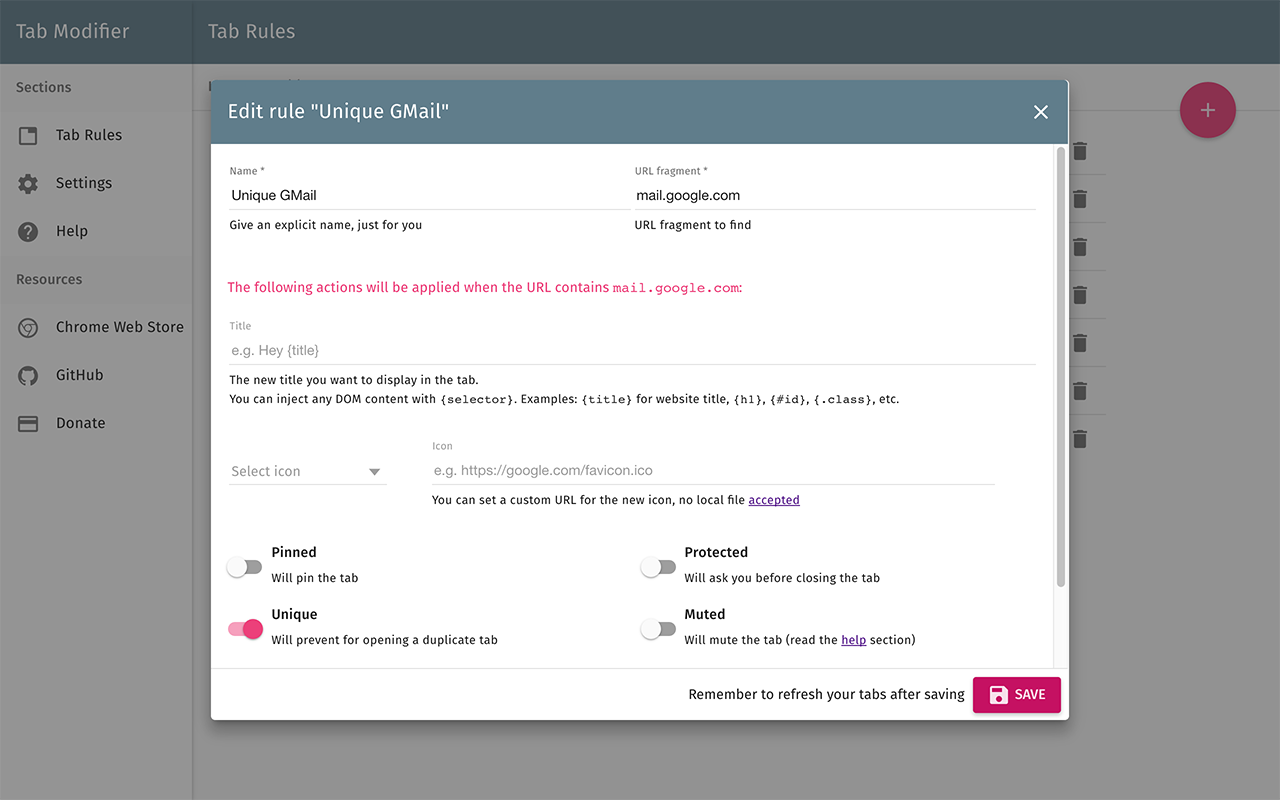 Tab Modifier
Tab Rules
Sections
Tab Rules
Settings
Help
Resources
Chrome Web Store
GitHub
Donate
Edit rule "Unique GMail"
Name *
URL fragment *
Unique GMail
mail.google.com
Give an explicit name, just for you
URL fragment to find
The following actions will be applied when the URL contains mail.google.com:
Title
e.g. Hey {title}
The new title you want to display in the tab.
You can inject any DOM content with {selector}. Examples: {title} for website title, {h1}, {#id}, {.class}, etc.
Icon
Select icon
e.g. https://google.com/favicon.ico
You can set a custom URL for the new icon, no local file accepted
Pinned
Protected
Will pin the tab
Will ask you before closing the tab
Unique
Muted
Will prevent for opening a duplicate tab
Will mute the tab (read the help section)
Remember to refresh your tabs after saving
SAVE